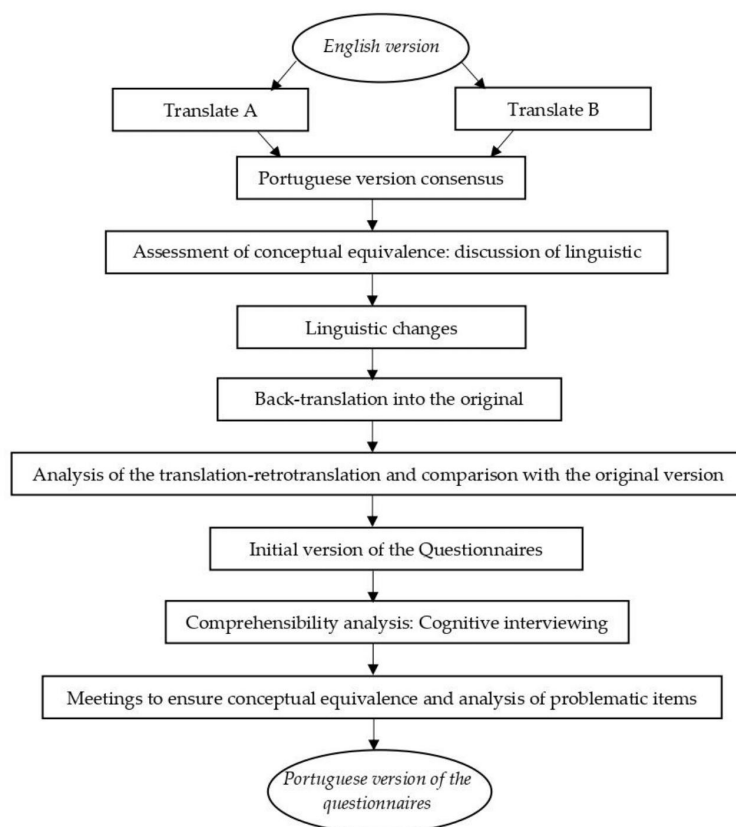 English version
Translate A
Translate B
Portuguese version consensus
Assessment of conceptual equivalence: discussion of linguistic
Linguistic changes
Back-translation into the original
Analysis of the translation-retrotranslation and comparison with the original version
Initial version of the Questionnaires
Comprehensibility analysis: Cognitive interviewing
Meetings to ensure conceptual equivalence and analysis of problematic items
Portuguese version of the
questionnaires